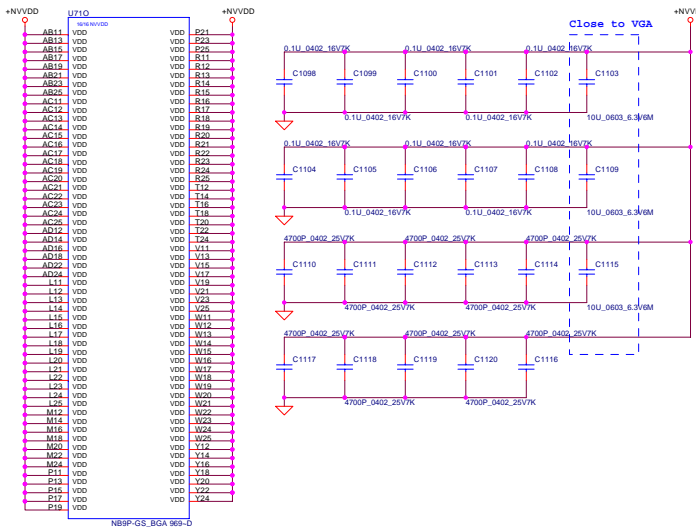 +NVVDD
U71O
+NVVDD
+NVVDD
16/16 NVVDD
Close to VGA
AB11 VDD VDD P21
AB13 VDD VDD P23
AB15 VDD VDD P25
AB17 VDD VDD R11
AB19 VDD VDD R12
AB21 VDD VDD R13
AB23 VDD VDD R14
AB25 VDD VDD R15
AC11 VDD VDD R16
AC12 VDD VDD R17
AC13 VDD VDD R18
AC14 VDD VDD R19
AC15 VDD VDD R20
AC16 VDD VDD R21
AC17 VDD VDD R22
AC18 VDD VDD R23
AC19 VDD VDD R24
AC20 VDD VDD R25
AC21 VDD VDD T12
AC22 VDD VDD T14
AC23 VDD VDD T16
AC24 VDD VDD T18
AC25 VDD VDD T20
AD12 VDD VDD T22
AD14 VDD VDD T24
AD16 VDD VDD V11
AD18 VDD VDD V13
AD22 VDD VDD V15
AD24 VDD VDD V17
L11 VDD VDD V19
L12 VDD VDD V21
L13 VDD VDD V23
L14 VDD VDD V25
L15 VDD VDD W11
L16 VDD VDD W12
L17 VDD VDD W13
L18 VDD VDD W14
L19 VDD VDD W15
L20 VDD VDD W16
L21 VDD VDD W17
L22 VDD VDD W18
L23 VDD VDD W19
L24 VDD VDD W20
L25 VDD VDD W21
M12 VDD VDD W22
M14 VDD VDD W23
M16 VDD VDD W24
M18 VDD VDD W25
M20 VDD VDD Y12
M22 VDD VDD Y14
M24 VDD VDD Y16
P11 VDD VDD Y18
P13 VDD VDD Y20
P15 VDD VDD Y22
P17 VDD VDD Y24
P19 VDD
NB9P-GS_BGA 969~D
0.1U_0402_16V7K 0.1U_0402_16V7K 0.1U_0402_16V7K
C1098 C1099 C1100 C1101 C1102 C1103
0.1U_0402_16V7K 0.1U_0402_16V7K 10U_0603_6.3V6M
0.1U_0402_16V7K 0.1U_0402_16V7K 0.1U_0402_16V7K
C1104 C1105 C1106 C1107 C1108 C1109
0.1U_0402_16V7K 0.1U_0402_16V7K 10U_0603_6.3V6M
4700P_0402_25V7K 4700P_0402_25V7K 4700P_0402_25V7K
C1110 C1111 C1112 C1113 C1114 C1115
4700P_0402_25V7K 4700P_0402_25V7K 10U_0603_6.3V6M
4700P_0402_25V7K 4700P_0402_25V7K 4700P_0402_25V7K
C1117 C1118 C1119 C1120 C1116
4700P_0402_25V7K 4700P_0402_25V7K